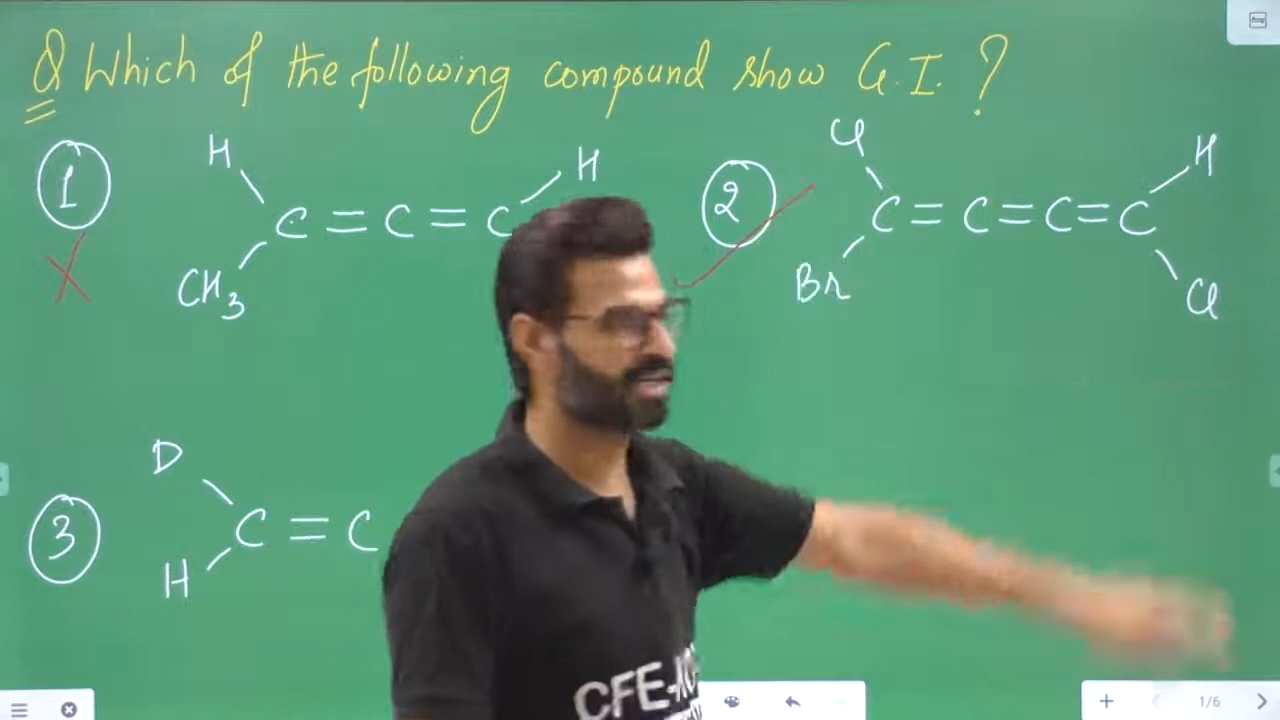 Q Which of the following compound show G.I. ?
1
H
H
C = C = C
CH3
2
Cl
H
C = C = C = C
Br
Cl
3
D
C = C
H
CFE-
1/6